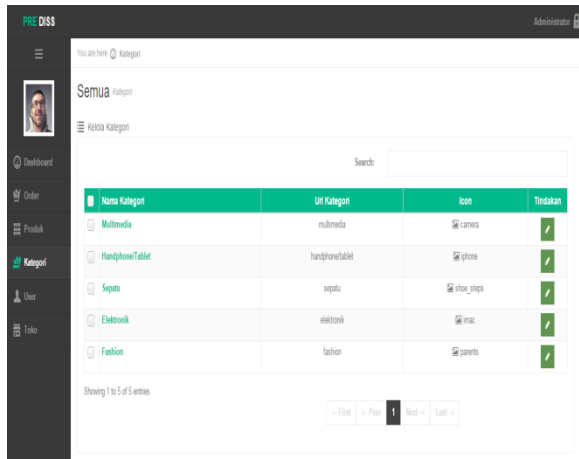 PRE DISS
Administrator
You are here Kategori
Semua Kategori
Kelola Kategori
Dashboard
Order
Produk
Kategori
User
Toko
Search:
Nama Kategori Url Kategori Icon Tindakan
Multimedia multimedia camera
Handphone/Tablet handphone/tablet iphone
Sepatu sepatu shoe_steps
Elektronik elektronik imac
Fashion fashion parents
Showing 1 to 5 of 5 entries
← First ← Prev 1 Next → Last →